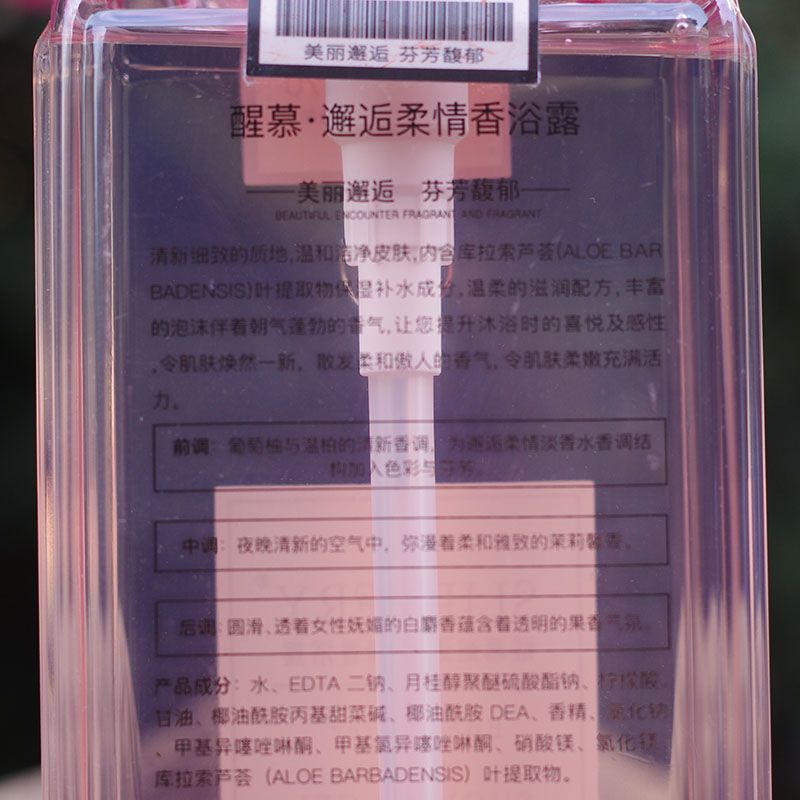 美丽邂逅 芬芳馥郁
醒慕·邂逅柔情香浴露
美丽邂逅 芬芳馥郁
BEAUTIFUL ENCOUNTER FRAGRANT AND FRAGRANT
清新细致的质地,温和洁净皮肤,内含库拉索芦荟(ALOE BAR
BADENSIS)叶提取物保湿补水成分,温柔的滋润配方,丰富
的泡沫伴着朝气蓬勃的香气,让您提升沐浴时的喜悦及感性
,令肌肤焕然一新, 散发柔和傲人的香气,令肌肤柔嫩充满活
力。
前调: 葡萄柚与温柏的清新香调, 为邂逅柔情淡香水香调结
构加入色彩与芬芳。
中调: 夜晚清新的空气中, 弥漫着柔和雅致的茉莉馨香。
后调: 圆滑、透着女性妩媚的白麝香蕴含着透明的果香气氛。
产品成分: 水、EDTA 二钠、月桂醇聚醚硫酸酯钠、柠檬酸
甘油、椰油酰胺丙基甜菜碱、椰油酰胺 DEA、香精、氯化钠
、甲基异噻唑啉酮、甲基氯异噻唑啉酮、硝酸镁、氯化镁
库拉索芦荟（ALOE BARBADENSIS）叶提取物。